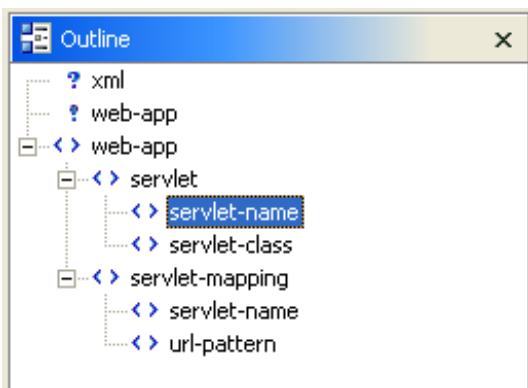 Outline
xml
web-app
web-app
servlet
servlet-name
servlet-class
servlet-mapping
servlet-name
url-pattern